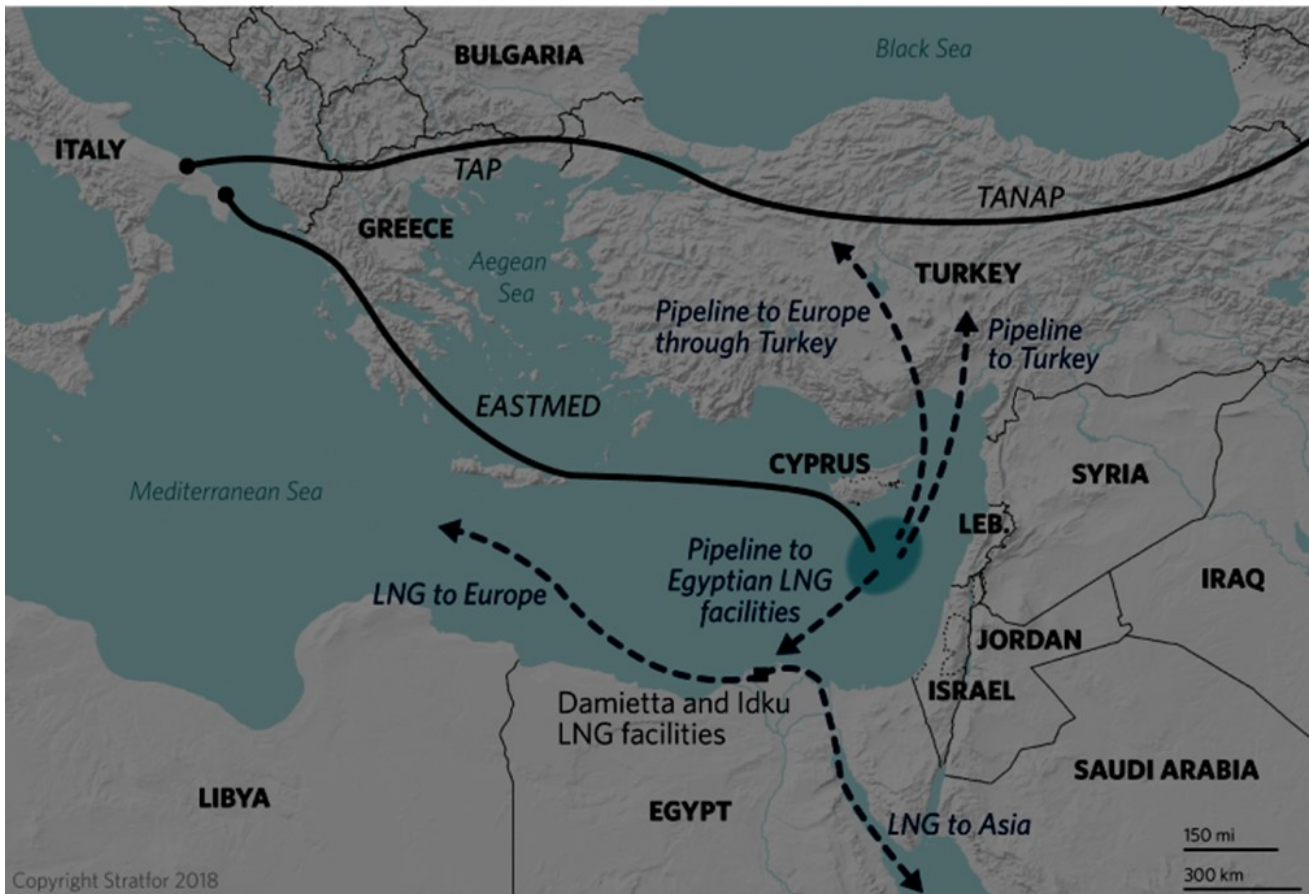 BULGARIA
Black Sea
ITALY
TAP
TANAP
GREECE
Aegean
Sea
TURKEY
Pipeline to Europe
through Turkey
Pipeline
to Turkey
EASTMED
CYPRUS
SYRIA
Mediterranean Sea
LEB.
Pipeline to
Egyptian LNG
facilities
IRAQ
LNG to Europe
JORDAN
ISRAEL
Damietta and Idku
LNG facilities
SAUDI ARABIA
LIBYA
EGYPT
LNG to Asia
150 mi
300 km
Copyright Stratfor 2018